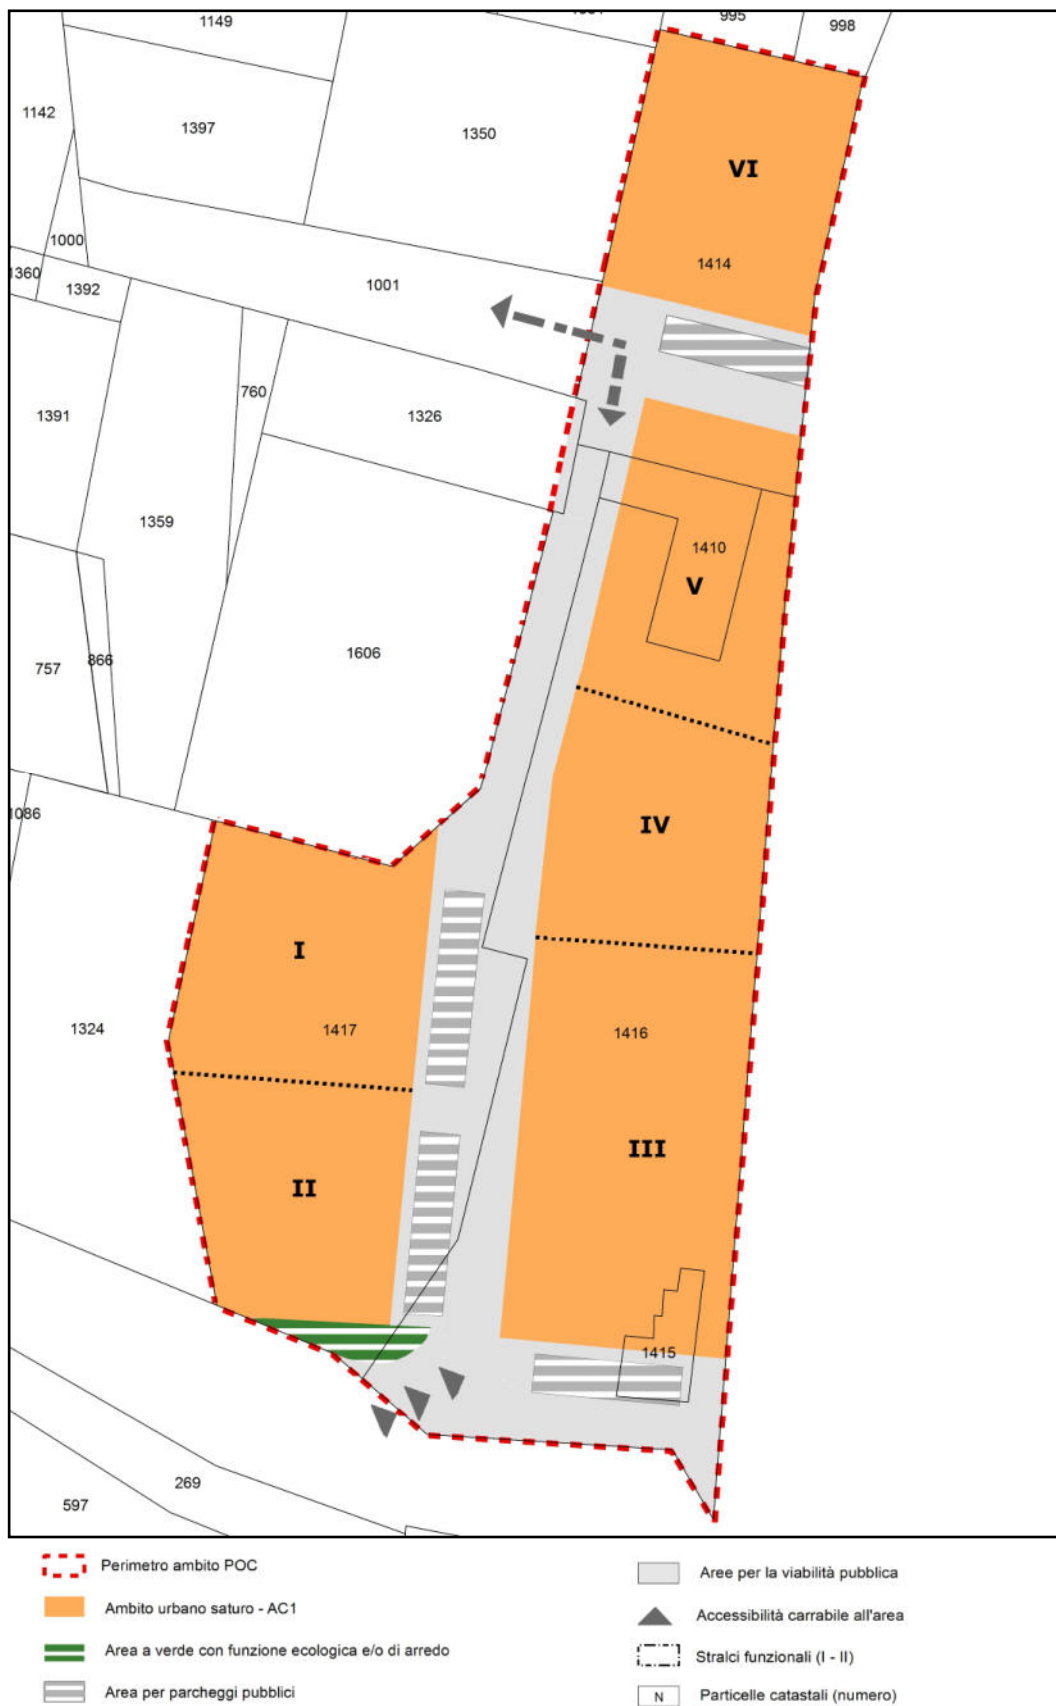 1149
995
998
1142
1397
1350
VI
1000
1414
1360
1392
1001
760
1391
1326
1359
1410
V
757
866
1606
1086
IV
I
1324
1417
1416
III
II
1415
269
597
Perimetro ambito POC
Aree per la viabilità pubblica
Ambito urbano saturo - AC1
Accessibilità carrabile all'area
Area a verde con funzione ecologica e/o di arredo
Stralci funzionali (I - II)
Area per parcheggi pubblici
N
Particelle catastali (numero)